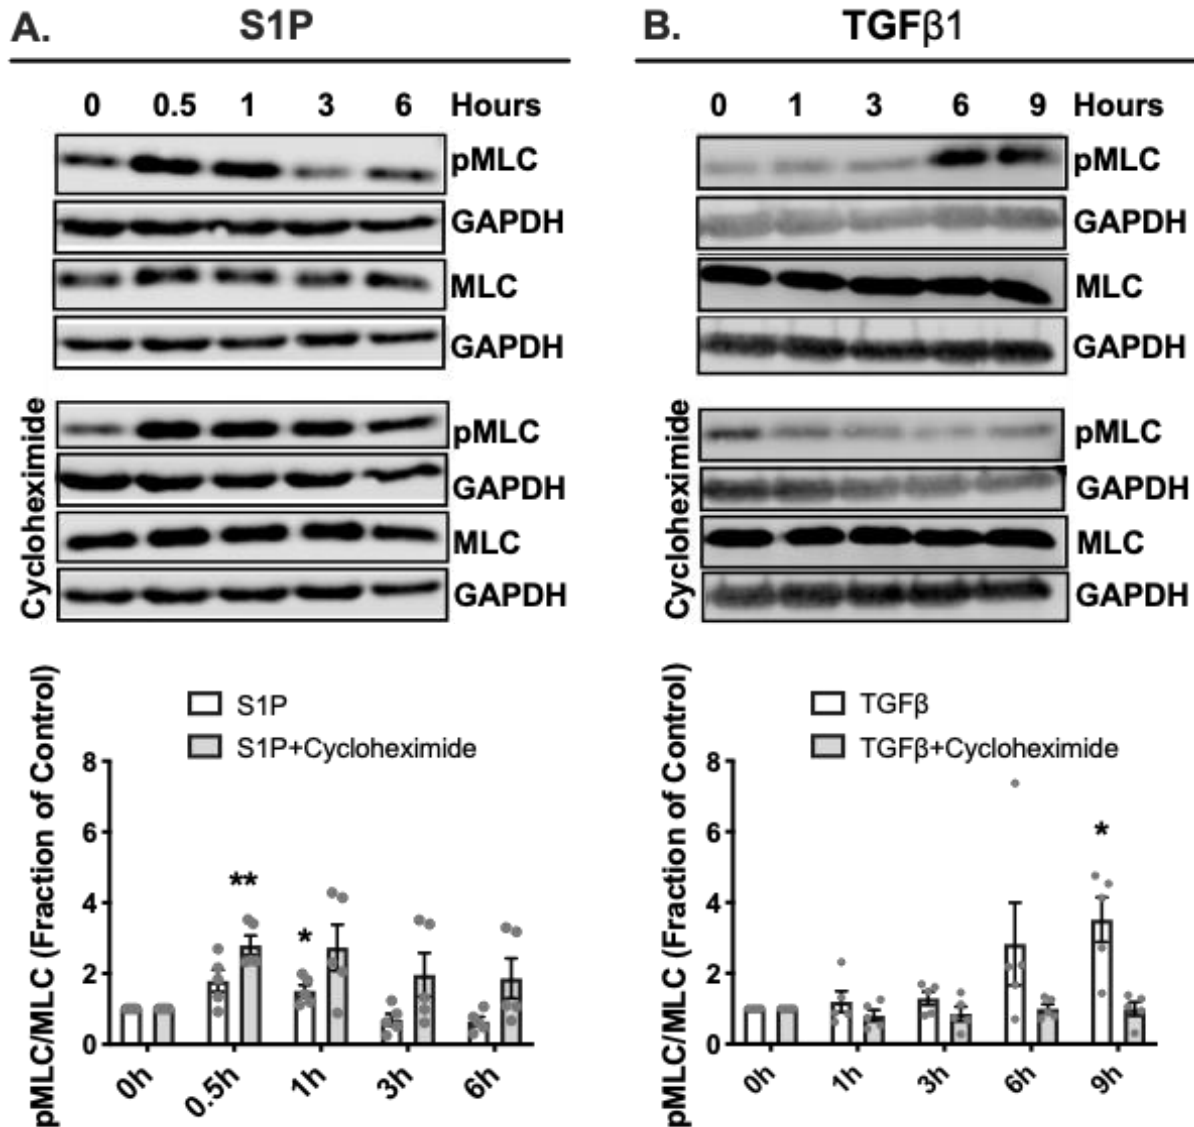 A. S1P
0 0.5 1 3 6 Hours
pMLC
GAPDH
MLC
GAPDH
Cycloheximide
pMLC
GAPDH
MLC
GAPDH
pMLC/MLC (Fraction of Control)
S1P
S1P+Cycloheximide
8
6
4
2
0
**
*
0h 0.5h 1h 3h 6h
B. TGFβ1
0 1 3 6 9 Hours
pMLC
GAPDH
MLC
GAPDH
Cycloheximide
pMLC
GAPDH
MLC
GAPDH
pMLC/MLC (Fraction of Control)
TGFβ
TGFβ+Cycloheximide
8
6
4
2
0
*
0h 1h 3h 6h 9h